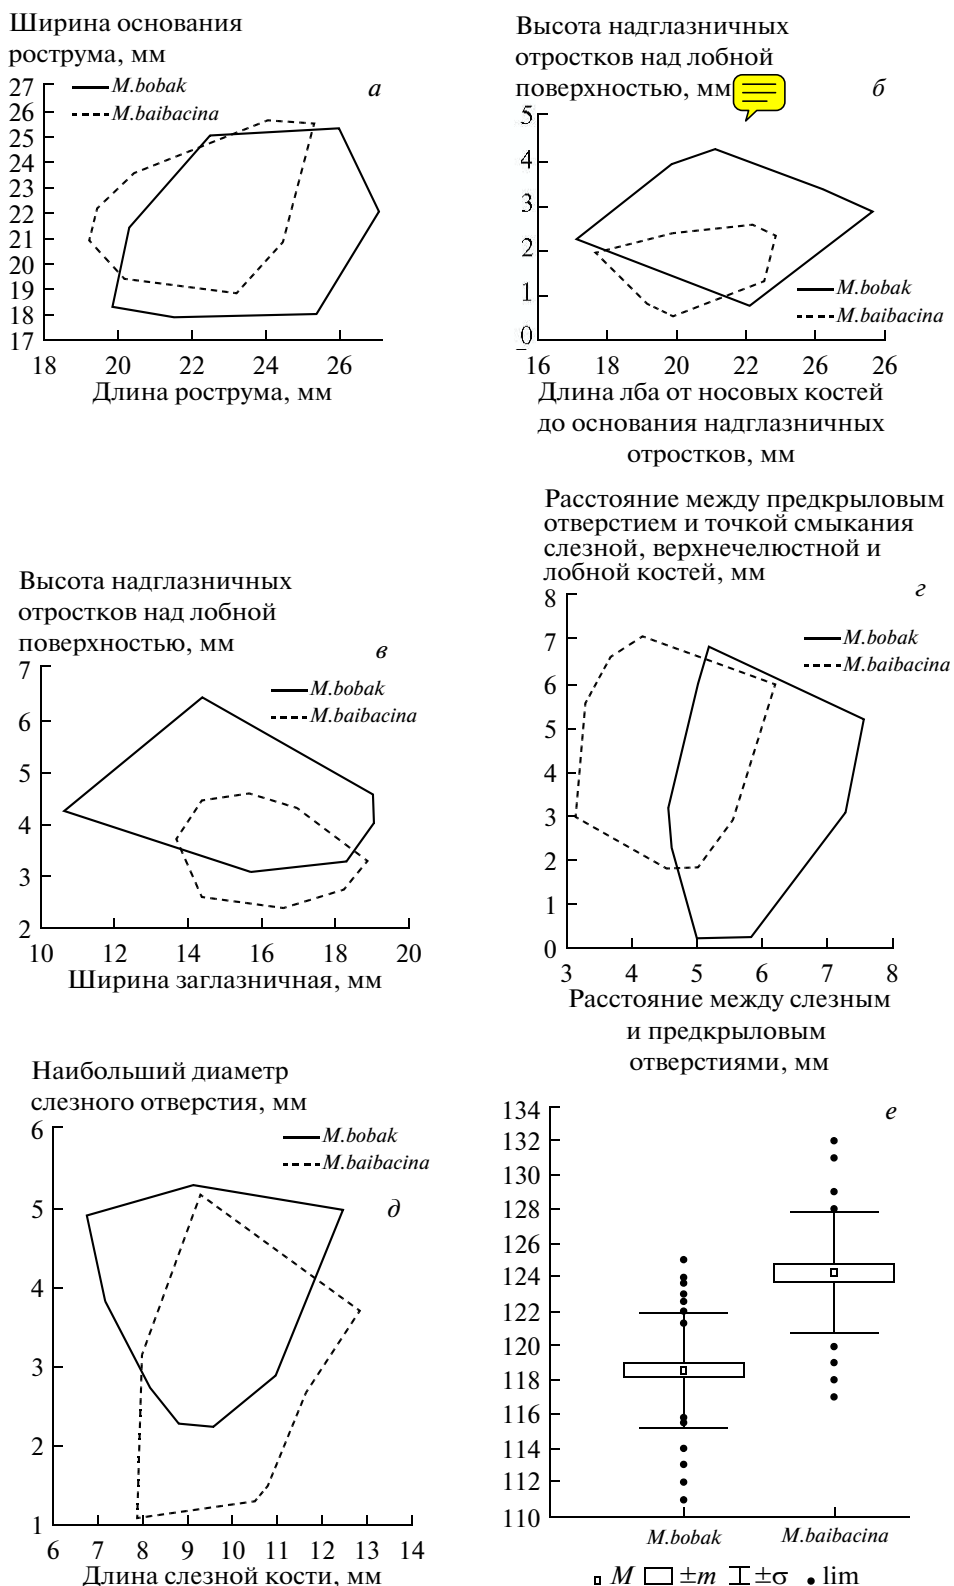 Ширина основания
рострума, мм
27
26
25
24
23
22
21
20
19
18
17
M.bobak
M.baibacina
а
18 20 22 24 26
Длина рострума, мм
Высота надглазничных
отростков над лобной
поверхностью, мм
б
5
4
3
2
1
0
M.bobak
M.baibacina
16 18 20 22 26 26
Длина лба от носовых костей
до основания надглазничных
отростков, мм
Высота надглазничных
отростков над лобной
поверхностью, мм
в
7
6
5
4
3
2
M.bobak
M.baibacina
10 12 14 16 18 20
Ширина заглазничная, мм
Расстояние между предкрыловым
отверстием и точкой смыкания
слезной, верхнечелюстной и
лобной костей, мм
г
8
7
6
5
4
3
2
1
0
M.bobak
M.baibacina
3 4 5 6 7 8
Расстояние между слезным
и предкрыловым
отверстиями, мм
Наибольший диаметр
слезного отверстия, мм
6
5
4
3
2
1
M.bobak
M.baibacina
д
6 7 8 9 10 11 12 13 14
Длина слезной кости, мм
е
134
132
130
128
126
124
122
120
118
116
114
112
110
M.bobak M.baibacina
M ±m ±σ lim